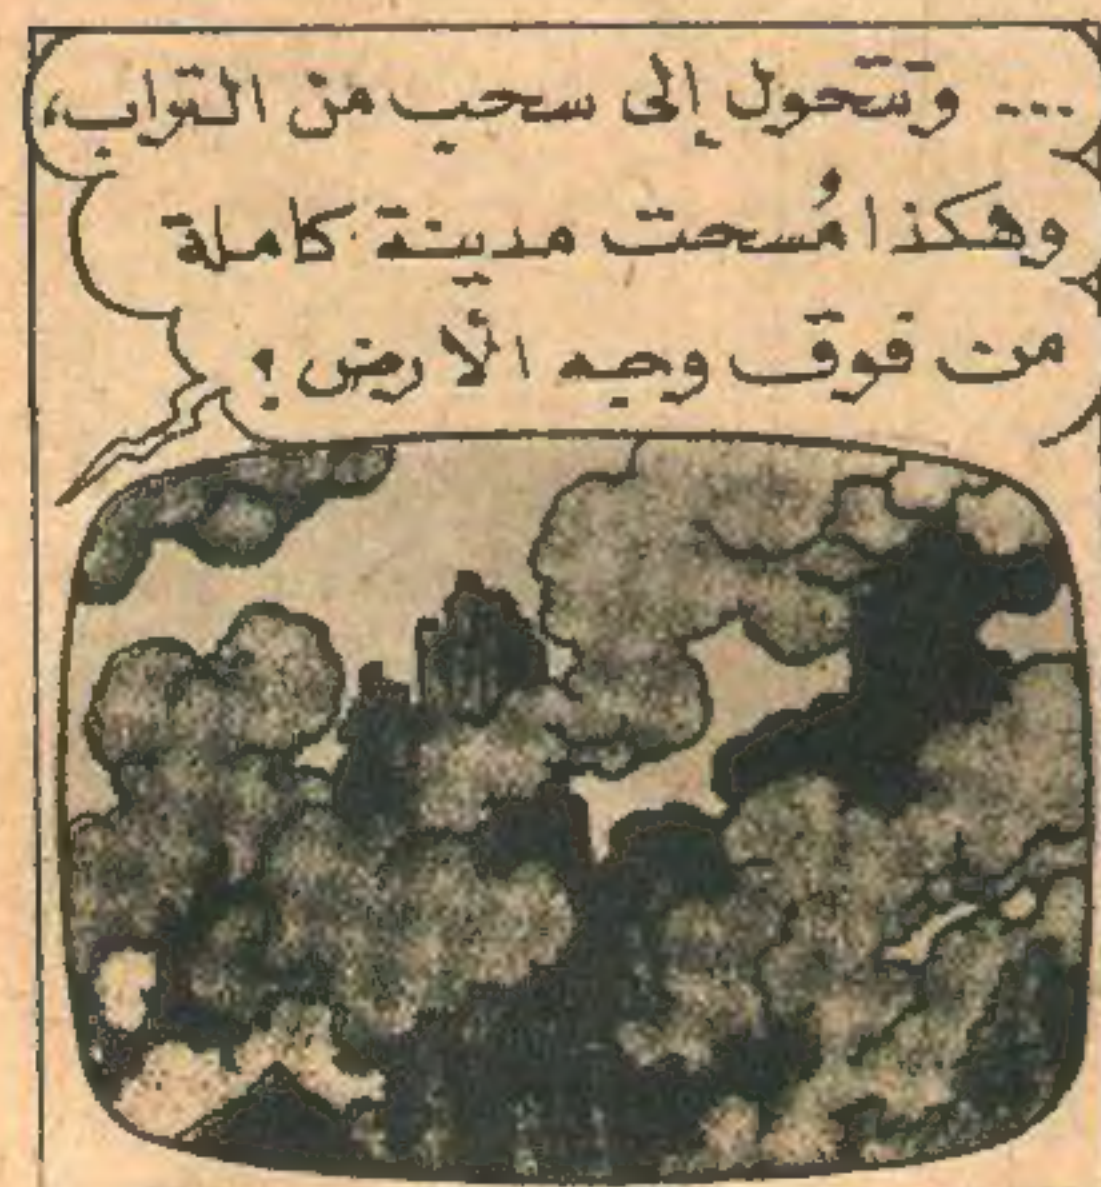 ... وتتحول إلى سحب من التراب،
وهكذا مُسحت مدينة كاملة
من فوق وجه الأرض!